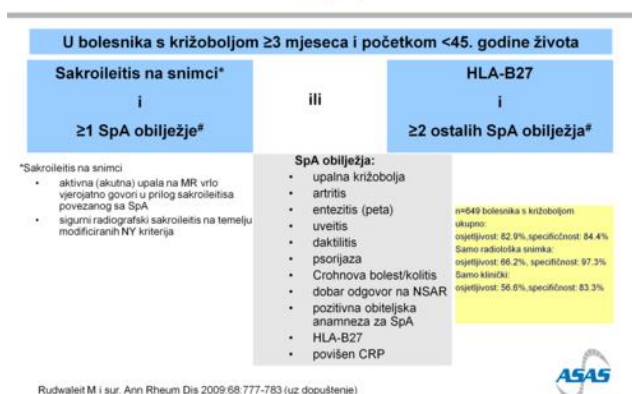 U bolesnika s križoboljom ≥3 mjeseca i početkom <45. godine života
Sakroileitis na snimci*
i
≥1 SpA obilježje#
ili
HLA-B27
i
≥2 ostalih SpA obilježja#
*Sakroileitis na snimci
• aktivna (akutna) upala na MR vrlo
vjerojatno govori u prilog sakroileitisa
povezanog sa SpA
• sigurni radiografski sakroileitis na temelju
modificiranih NY kriterija
SpA obilježja:
• upalna križobolja
• artritis
• entezitis (peta)
• uveitis
• daktilitis
• psorijaza
• Crohnova bolest/kolitis
• dobar odgovor na NSAR
• pozitivna obiteljska
anamneza za SpA
• HLA-B27
• povišen CRP
n=649 bolesnika s križoboljom
ukupno:
osjetljivost: 82.9%,specifičnost: 84.4%
Samo radiološka snimka:
osjetljivost: 66.2%, specifičnost: 97.3%
Samo klinički:
osjetljivost: 56.6%,specifičnost: 83.3%
Rudwaleit M i sur. Ann Rheum Dis 2009;68:777-783 (uz dopuštenje)
ASAS